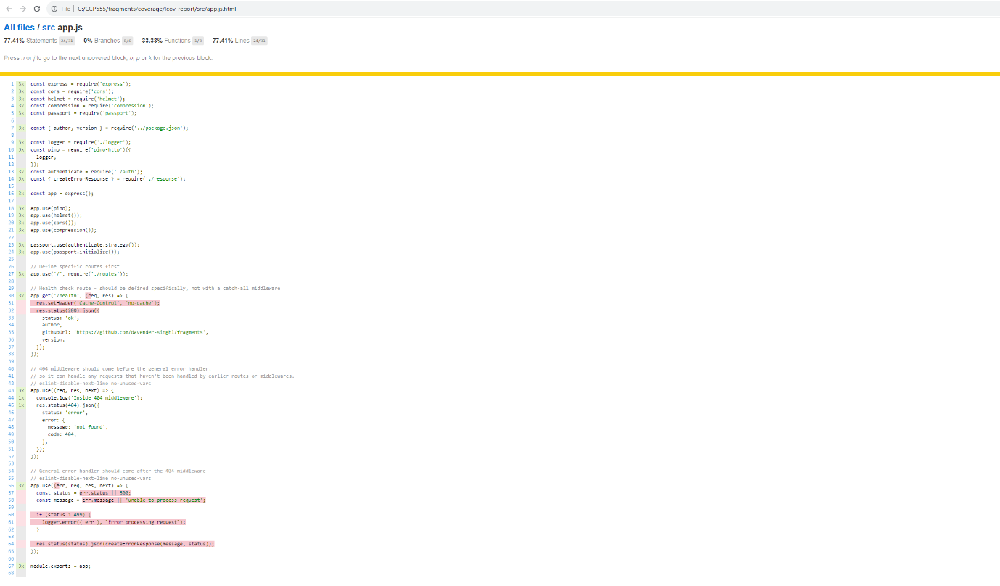 File | C:/CCP555/fragments/coverage/lcov-report/src/app.js.html
All files / src app.js
77.41% Statements 24/31 0% Branches 0/6 33.33% Functions 1/3 77.41% Lines 24/31
Press n or j to go to the next uncovered block, b, p or k for the previous block.
1 3x const express = require('express');
2 3x const cors = require('cors');
3 3x const helmet = require('helmet');
4 3x const compression = require('compression');
5 3x const passport = require('passport');
6
7 3x const { author, version } = require('../package.json');
8
9 3x const logger = require('./logger');
10 3x const pino = require('pino-http')({
11 logger,
12 });
13 3x const authenticate = require('./auth');
14 3x const { createErrorResponse } = require('./response');
15
16 3x const app = express();
17
18 3x app.use(pino);
19 3x app.use(helmet());
20 3x app.use(cors());
21 3x app.use(compression());
22
23 3x passport.use(authenticate.strategy());
24 3x app.use(passport.initialize());
25
26 // Define specific routes first
27 3x app.use('/', require('./routes'));
28
29 // Health check route - should be defined specifically, not with a catch-all middleware
30 3x app.get('/health', (req, res) => {
31 res.setHeader('Cache-Control', 'no-cache');
32 res.status(200).json({
33 status: 'ok',
34 author,
35 githubUrl: 'https://github.com/davender-singh1/fragments',
36 version,
37 });
38 });
39
40 // 404 middleware should come before the general error handler,
41 // so it can handle any requests that haven't been handled by earlier routes or middlewares.
42 // eslint-disable-next-line no-unused-vars
43 3x app.use((req, res, next) => {
44 1x console.log('Inside 404 middleware');
45 1x res.status(404).json({
46 status: 'error',
47 error: {
48 message: 'not found',
49 code: 404,
50 },
51 });
52 });
53
54 // General error handler should come after the 404 middleware
55 // eslint-disable-next-line no-unused-vars
56 3x app.use((err, req, res, next) => {
57 const status = err.status || 500;
58 const message = err.message || 'unable to process request';
59
60 if (status > 499) {
61 logger.error({ err }, `Error processing request`);
62 }
63
64 res.status(status).json(createErrorResponse(message, status));
65 });
66
67 3x module.exports = app;
68